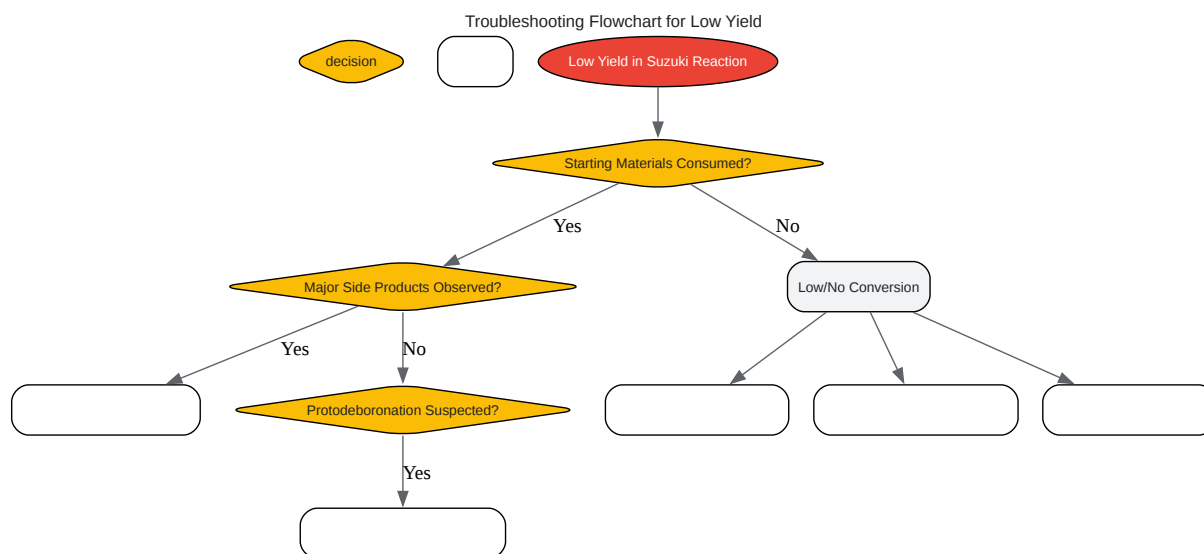 Troubleshooting Flowchart for Low Yield
decision
Low Yield in Suzuki Reaction
Starting Materials Consumed?
Yes
No
Major Side Products Observed?
Low/No Conversion
Yes
No
Protodeboronation Suspected?
Yes